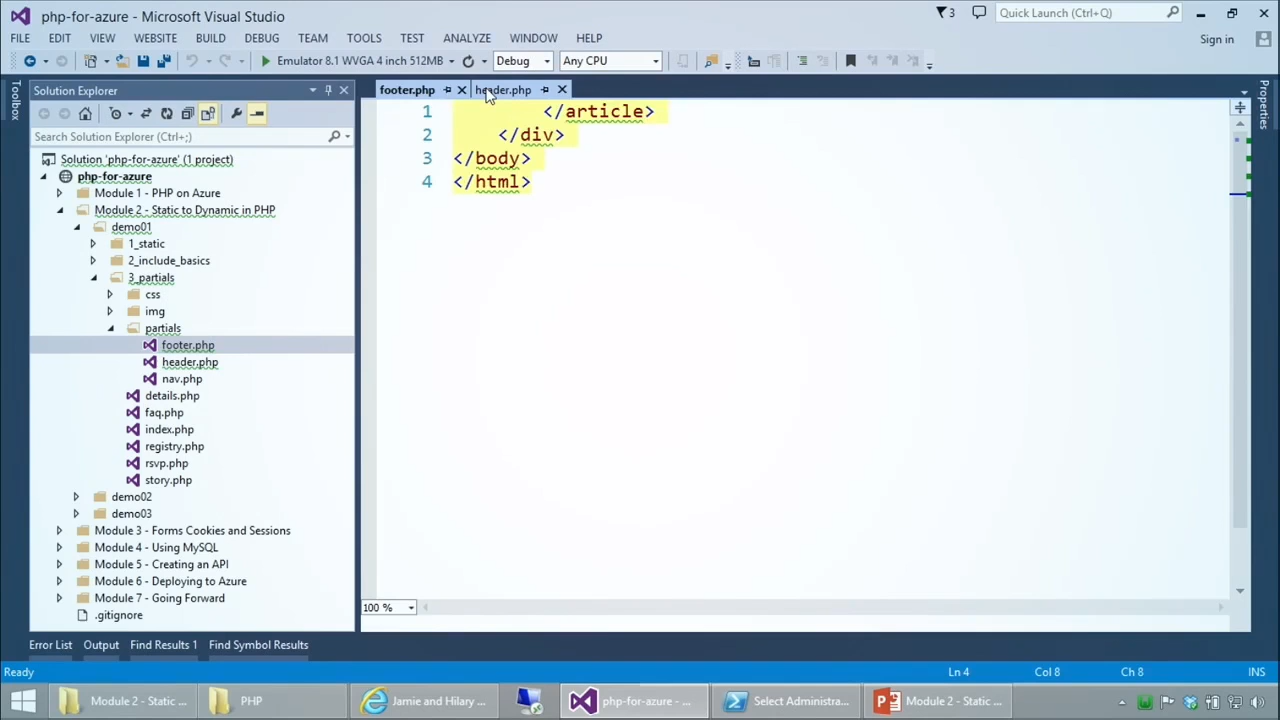 php-for-azure - Microsoft Visual Studio
3
Quick Launch (Ctrl+Q)
FILE EDIT VIEW WEBSITE BUILD DEBUG TEAM TOOLS TEST ANALYZE WINDOW HELP
Sign in
Emulator 8.1 WVGA 4 inch 512MB
Debug
Any CPU
Toolbox
Solution Explorer
Search Solution Explorer (Ctrl+;)
Solution 'php-for-azure' (1 project)
php-for-azure
Module 1 - PHP on Azure
Module 2 - Static to Dynamic in PHP
demo01
1_static
2_include_basics
3_partials
css
img
partials
footer.php
header.php
nav.php
details.php
faq.php
index.php
registry.php
rsvp.php
story.php
demo02
demo03
Module 3 - Forms Cookies and Sessions
Module 4 - Using MySQL
Module 5 - Creating an API
Module 6 - Deploying to Azure
Module 7 - Going Forward
.gitignore
footer.php header.php
1 </article>
2 </div>
3 </body>
4 </html>
Properties
100 %
Error List Output Find Results 1 Find Symbol Results
Ready
Ln 4 Col 8 Ch 8 INS
Module 2 - Static ...
PHP
Jamie and Hilary ...
php-for-azure - ...
Select Administra...
Module 2 - Static ...